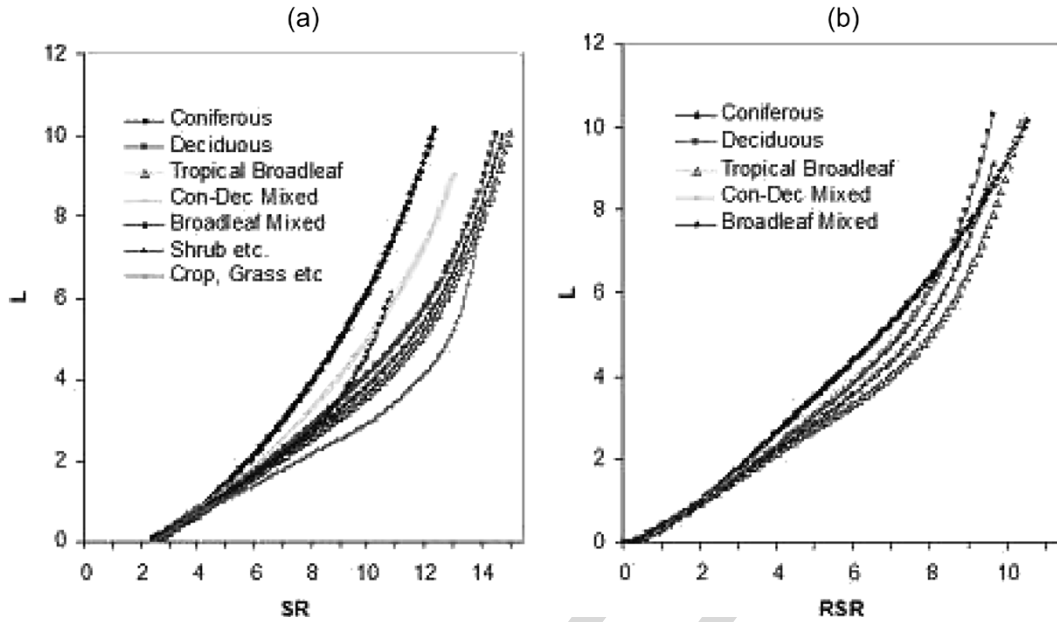 (a)
12
10
8
6
4
2
0
L
Coniferous
Deciduous
Tropical Broadleaf
Con-Dec Mixed
Broadleaf Mixed
Shrub etc.
Crop, Grass etc
0 2 4 6 8 10 12 14
SR
(b)
12
10
8
6
4
2
0
L
Coniferous
Deciduous
Tropical Broadleaf
Con-Dec Mixed
Broadleaf Mixed
0 2 4 6 8 10
RSR